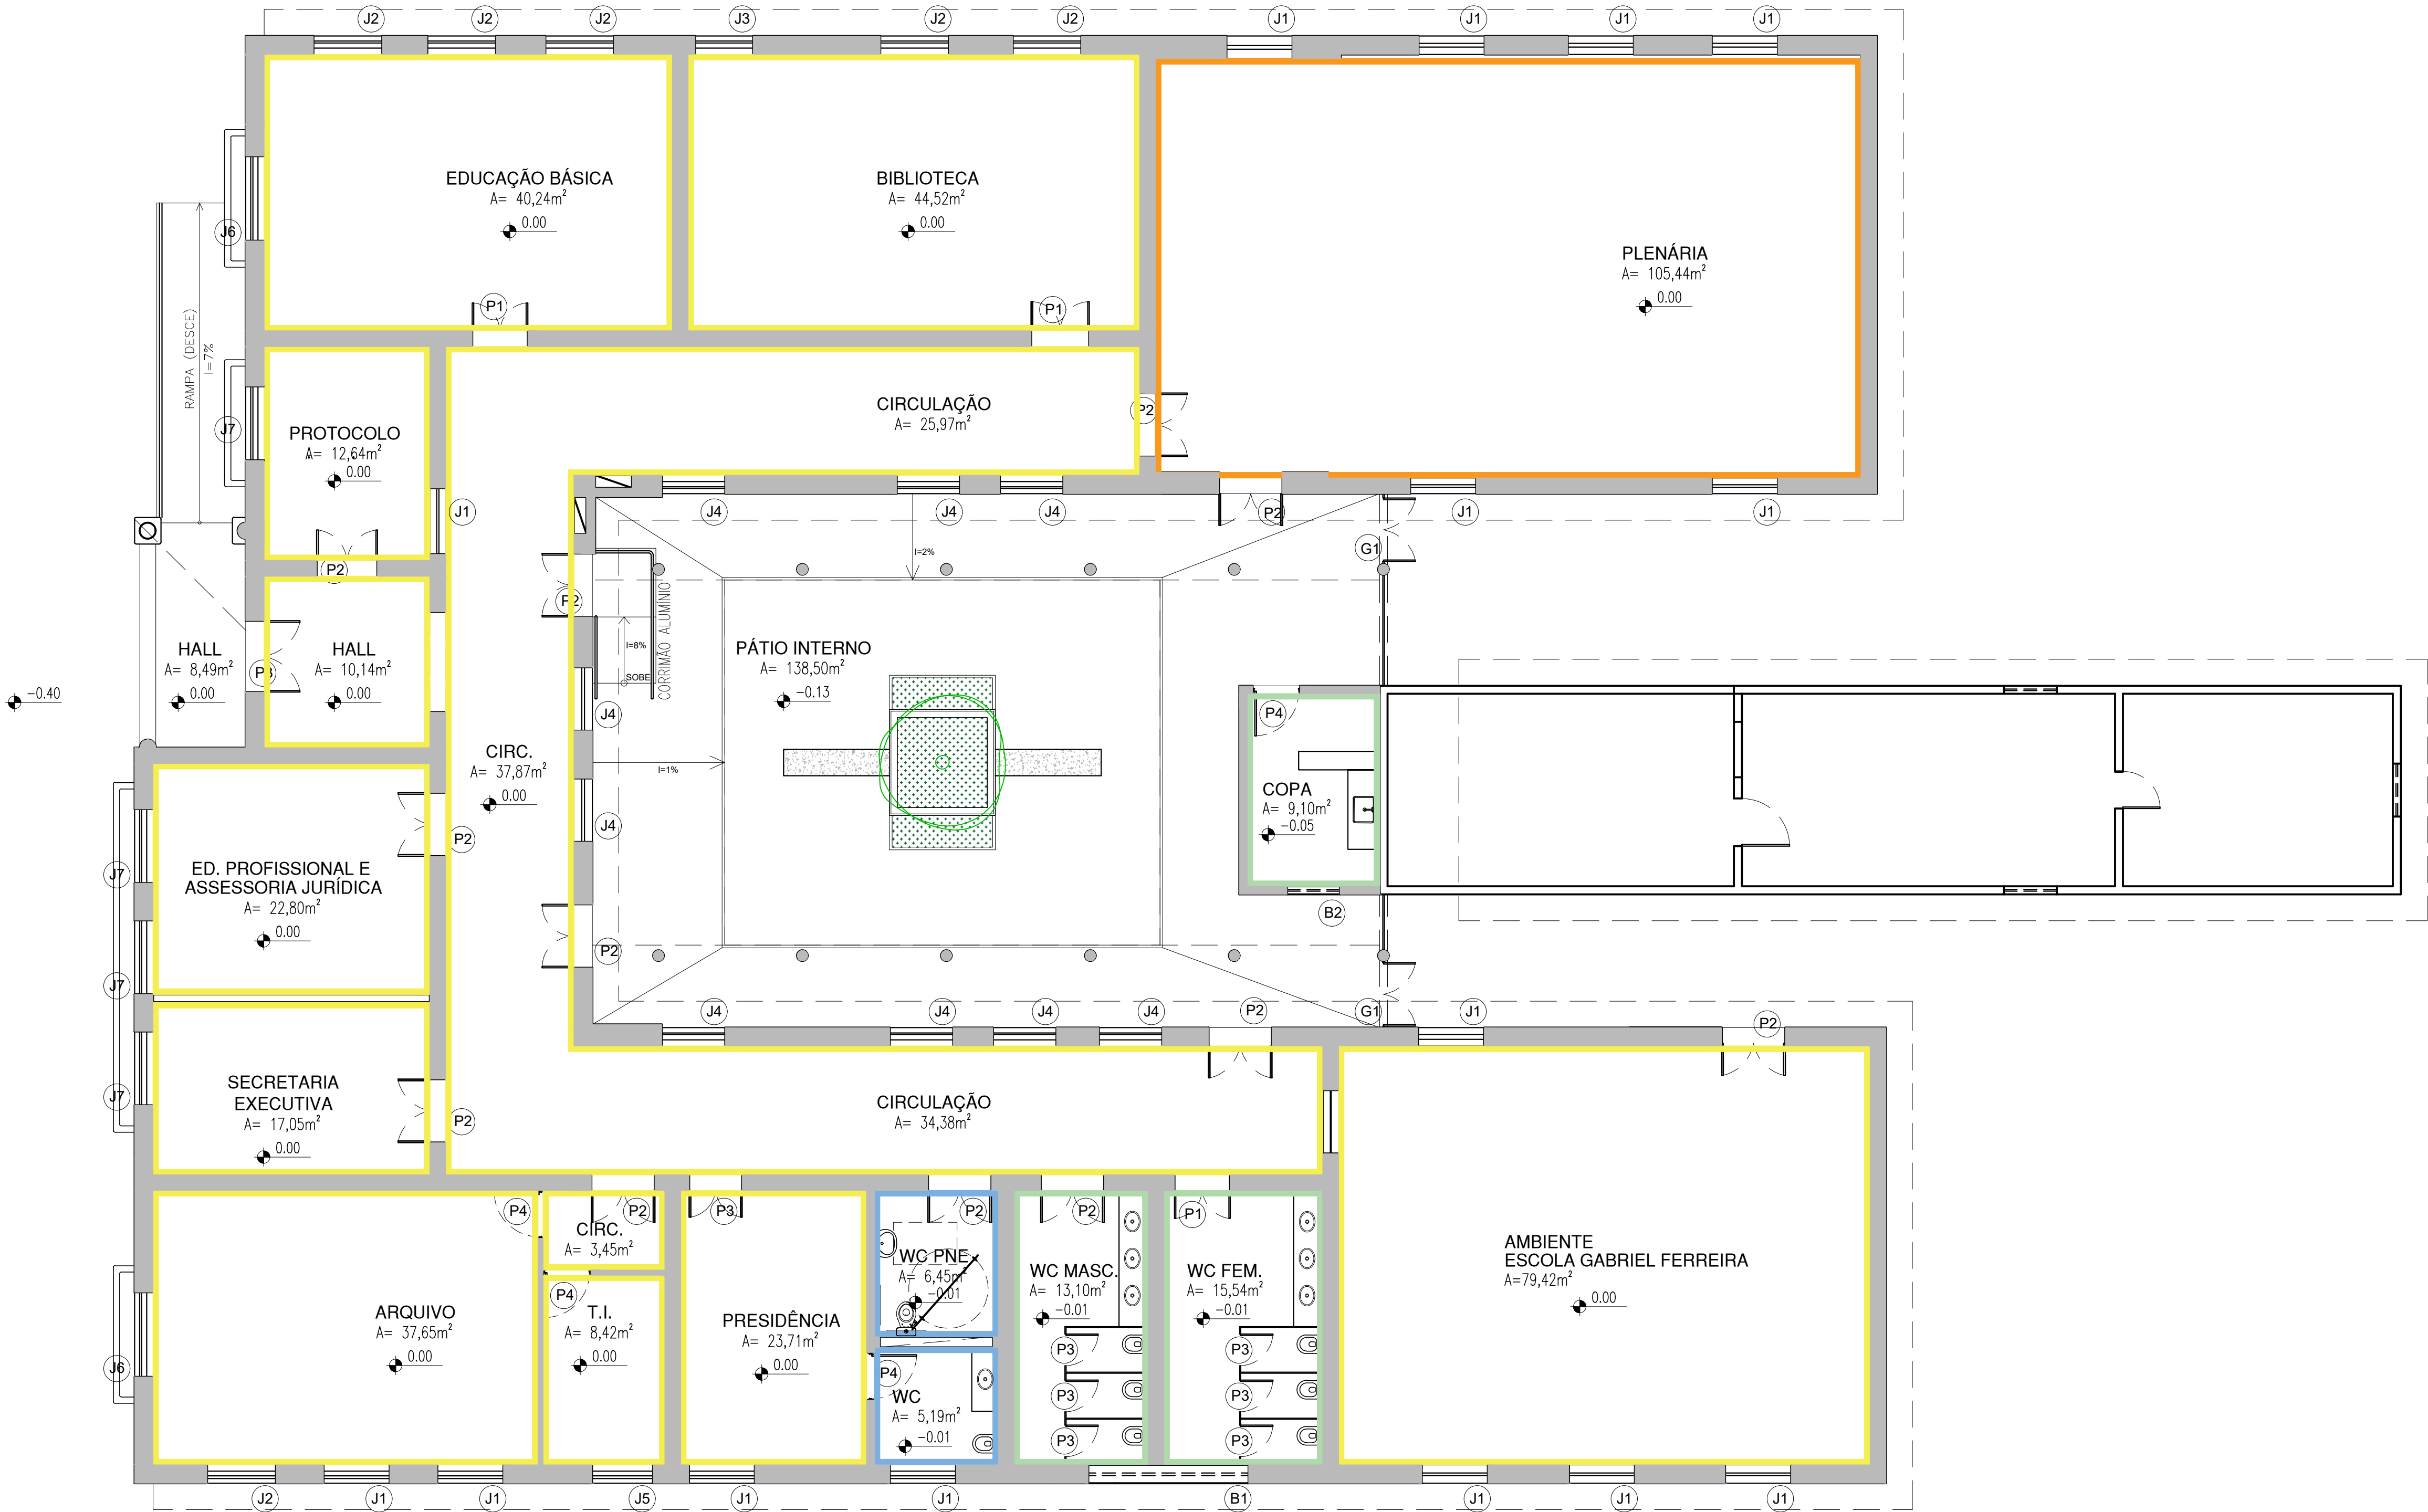 J2 J2 J2 J3 J2 J2 J1 J1 J1 J1
EDUCAÇÃO BÁSICA
A= 40,24m²
0.00
BIBLIOTECA
A= 44,52m²
0.00
PLENÁRIA
A= 105,44m²
0.00
J6
P1 P1
RAMPA (DESCE)
I=7%
J7
PROTOCOLO
A= 12,64m²
0.00
CIRCULAÇÃO
A= 25,97m²
P2
J1 J4 J4 J4 P2 J1 J1
P2
I=2%
G1
P2
CORRIMÃO ALUMÍNIO
I=8%
SOBE
HALL
A= 8,49m²
0.00
P3
HALL
A= 10,14m²
0.00
-0.40
PÁTIO INTERNO
A= 138,50m²
-0.13
J4
P4
CIRC.
A= 37,87m²
0.00
I=1%
COPA
A= 9,10m²
-0.05
J4
P2
ED. PROFISSIONAL E
ASSESSORIA JURÍDICA
A= 22,80m²
0.00
J7
B2
P2
J7
J4 J4 J4 J4 P2 G1 J1 P2
SECRETARIA
EXECUTIVA
A= 17,05m²
0.00
J7
P2
CIRCULAÇÃO
A= 34,38m²
P4 P2 P3 P2 P2 P1
CIRC.
A= 3,45m²
WC PNE
A= 6,45m²
-0.01
WC MASC.
A= 13,10m²
-0.01
WC FEM.
A= 15,54m²
-0.01
AMBIENTE
ESCOLA GABRIEL FERREIRA
A=79,42m²
0.00
P4
ARQUIVO
A= 37,65m²
0.00
T.I.
A= 8,42m²
0.00
PRESIDÊNCIA
A= 23,71m²
0.00
J6
P4
WC
A= 5,19m²
-0.01
P3 P3
P3 P3
P3 P3
J2 J1 J1 J5 J1 J1 B1 J1 J1 J1